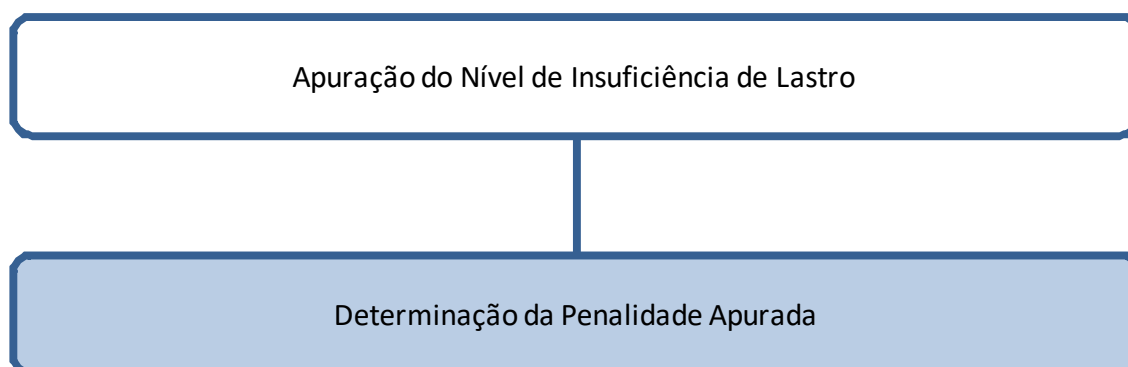 Apuração do Nível de Insuficiência de Lastro
Determinação da Penalidade Apurada